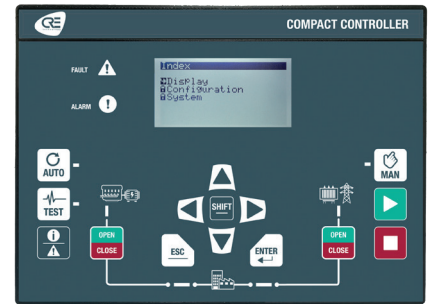 CRE
COMPACT CONTROLLER
FAULT
ALARM
Index
Display
Configuration
System
AUTO
TEST
MAN
SHIFT
ESC
ENTER
OPEN
CLOSE
OPEN
CLOSE